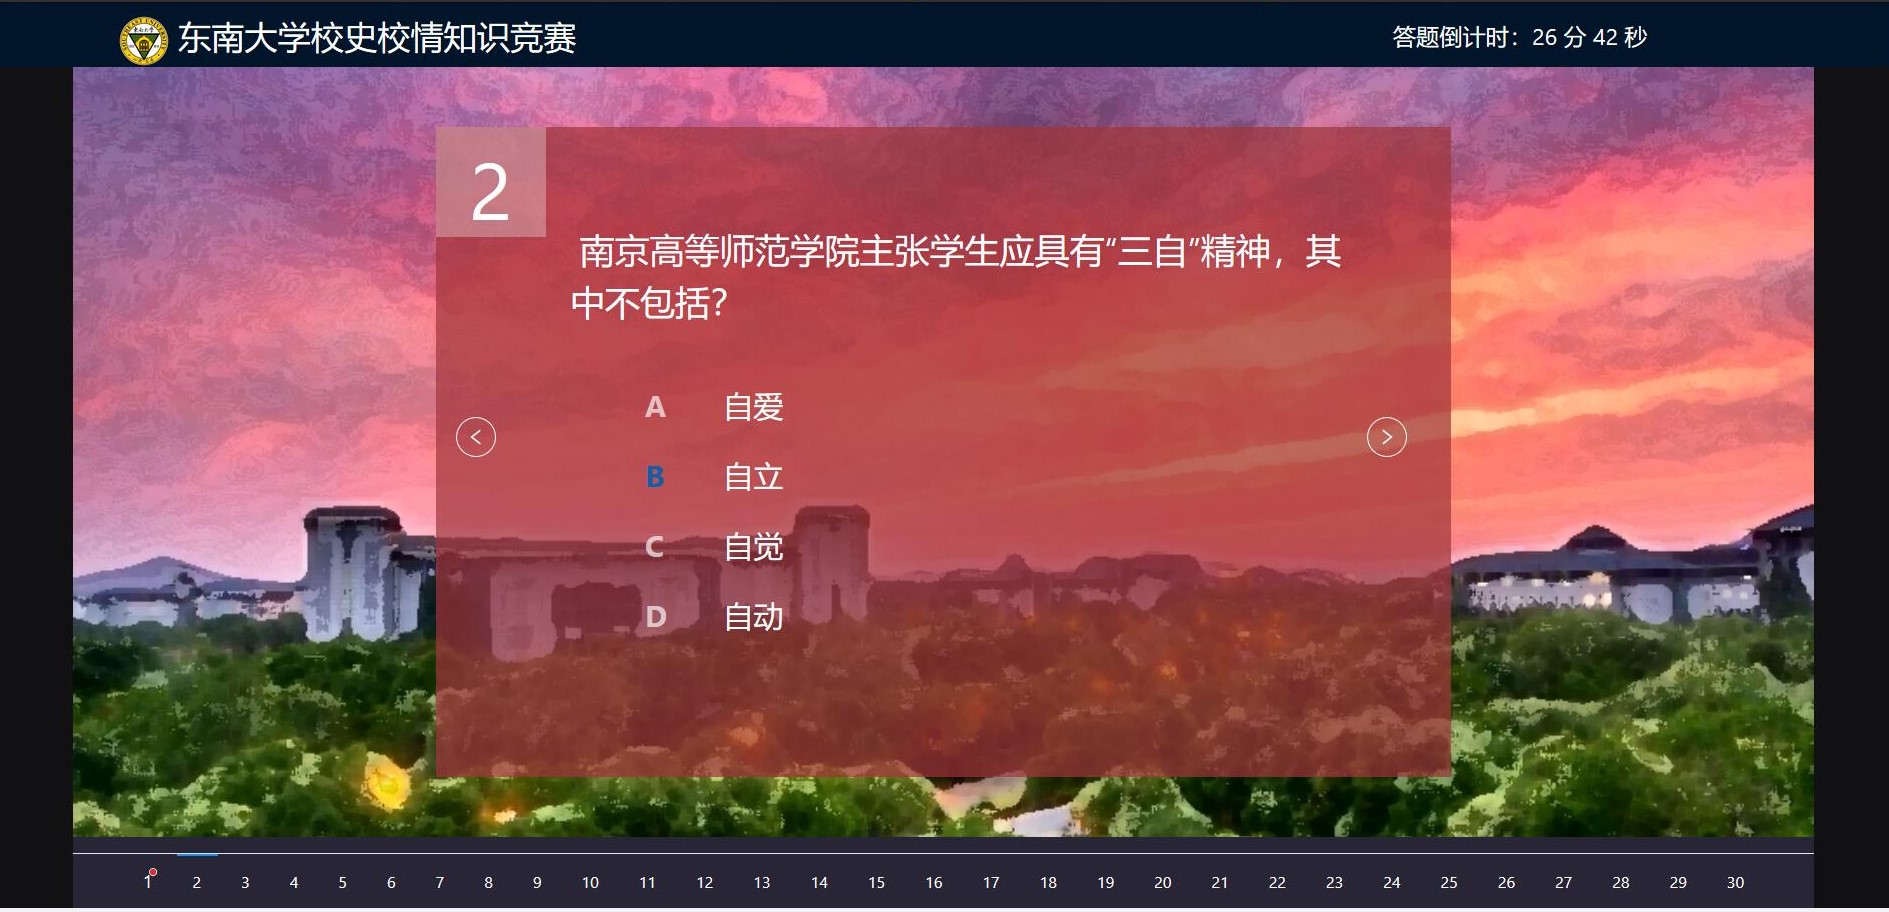 东南大学校史校情知识竞赛
答题倒计时：26 分 42 秒
2
南京高等师范学院主张学生应具有“三自”精神，其
中不包括？
A 自爱
B 自立
C 自觉
D 自动
1 2 3 4 5 6 7 8 9 10 11 12 13 14 15 16 17 18 19 20 21 22 23 24 25 26 27 28 29 30